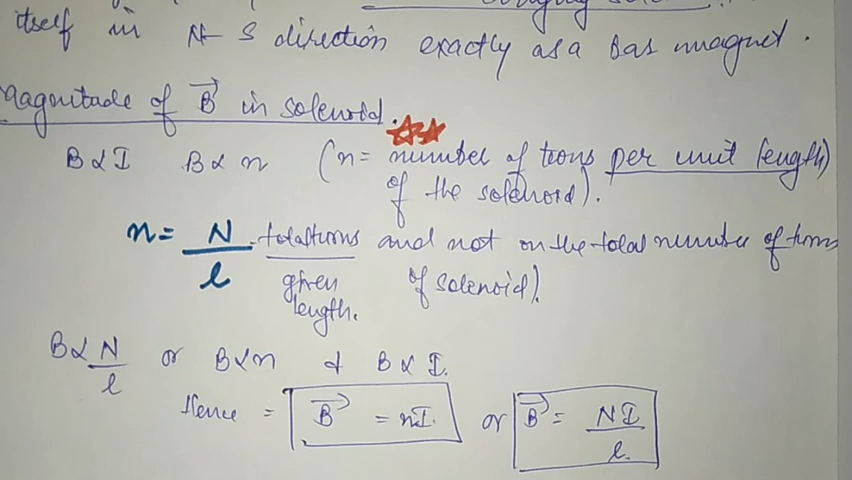 itself in N-S direction exactly as a bar magnet.
Magnitude of B⃗ in solenoid.
B∝I B∝n (n= number of turns per unit length)
of the solenoid).
n= N/l total turns and not on the total number of turns
given length. of solenoid).
B∝ N/l or B∝n & B∝I.
Hence = B⃗ = nI. or B⃗ = NI/l.